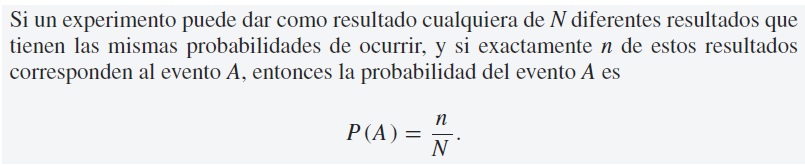 Si un experimento puede dar como resultado cualquiera de N diferentes resultados que
tienen las mismas probabilidades de ocurrir, y si exactamente n de estos resultados
corresponden al evento A, entonces la probabilidad del evento A es
P(A) = n/N.